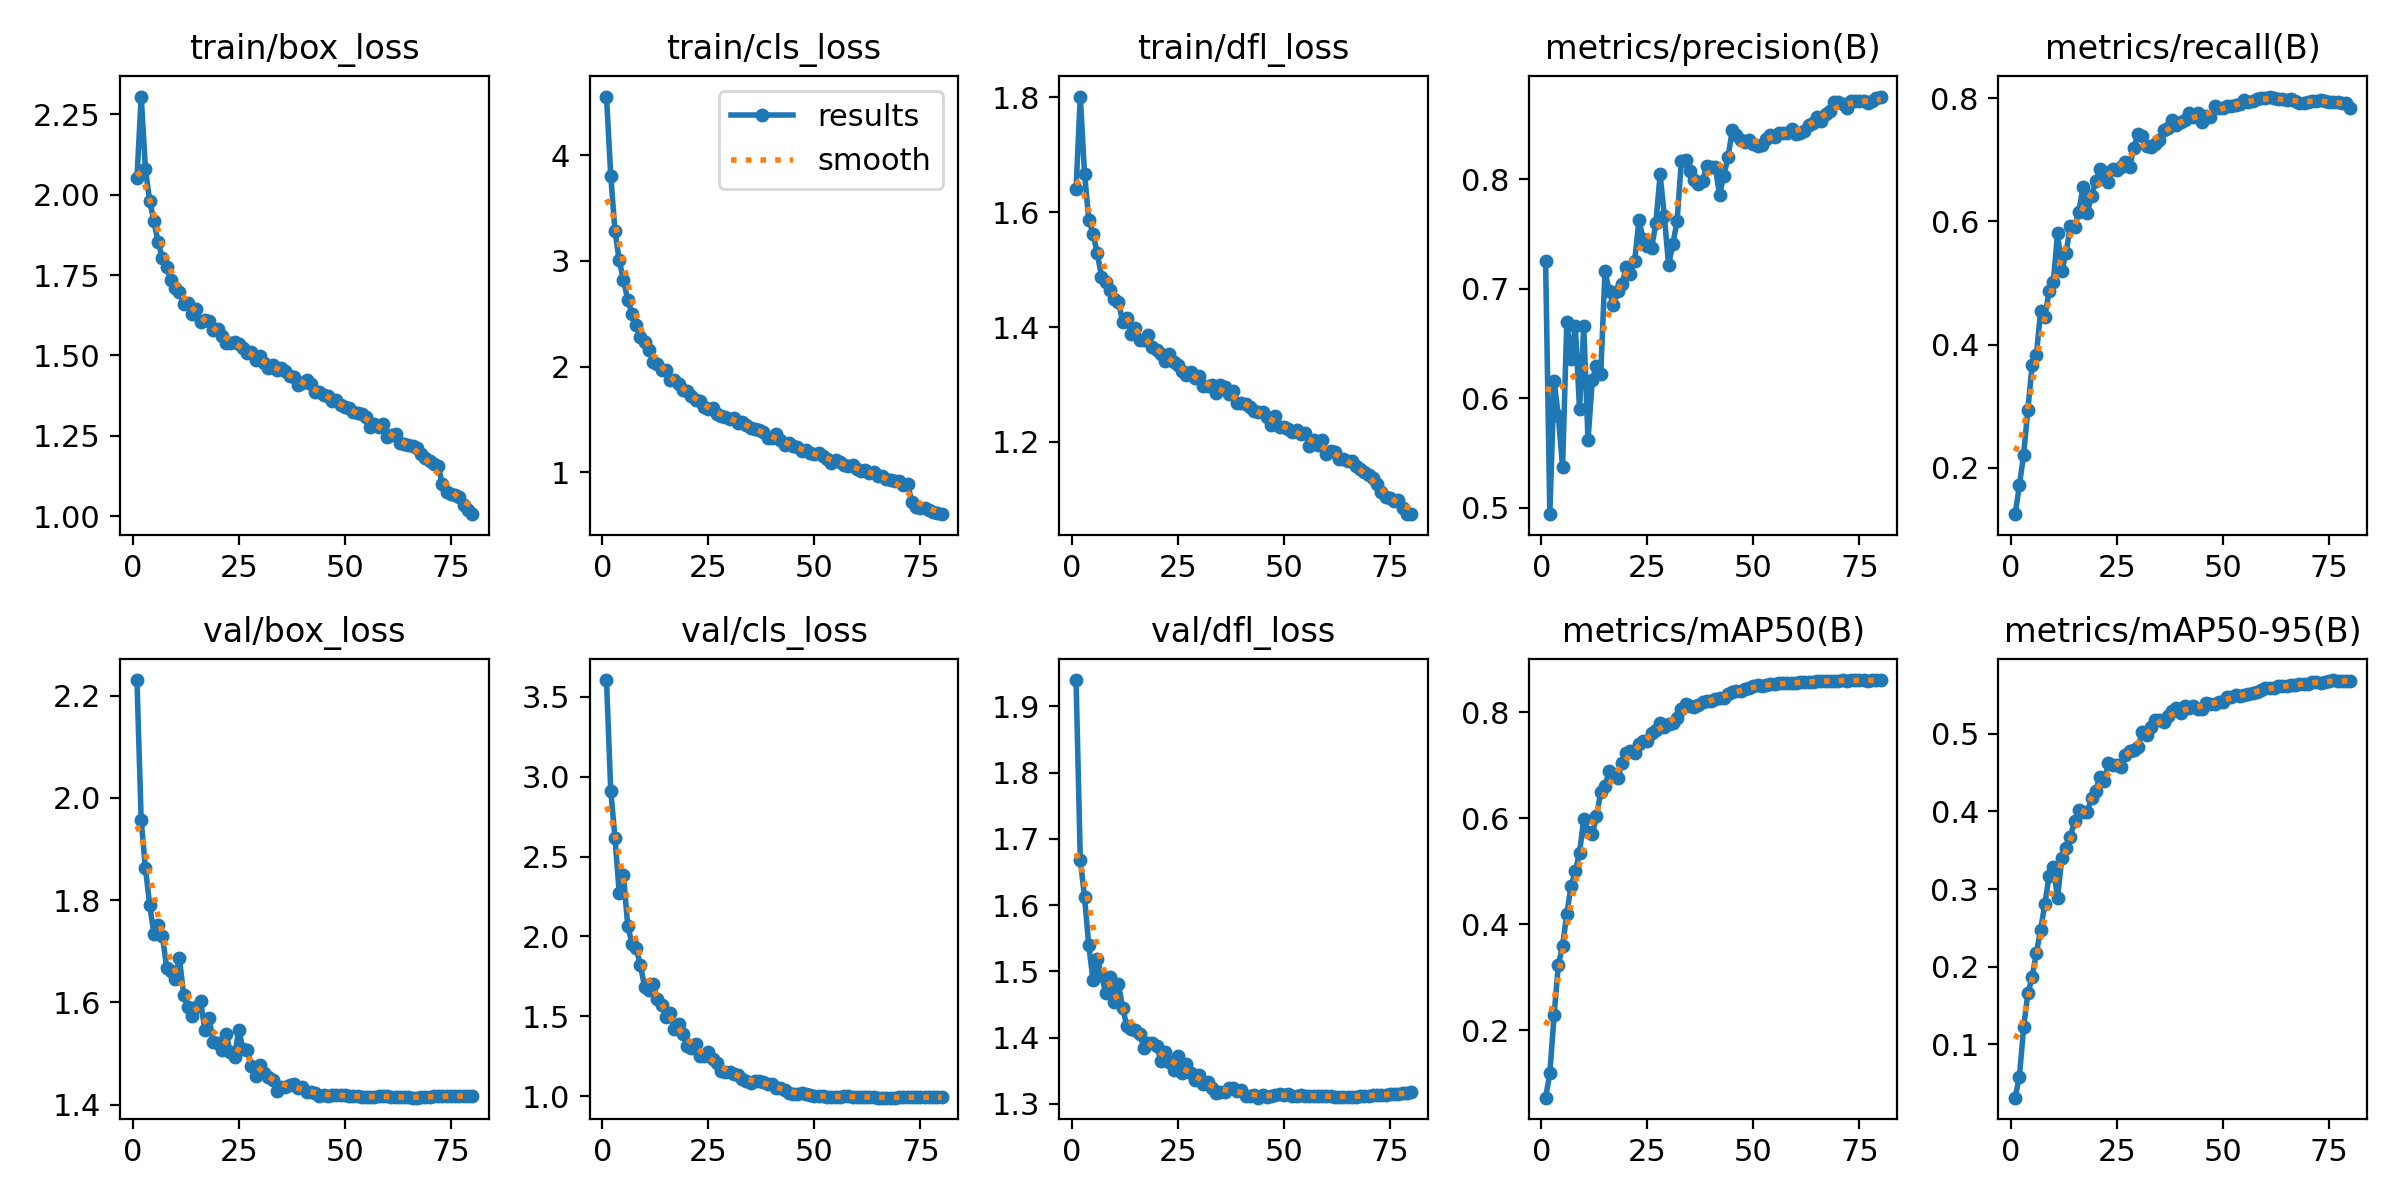 train/box_loss
train/cls_loss
train/dfl_loss
metrics/precision(B)
metrics/recall(B)
2.25
2.00
1.75
1.50
1.25
1.00
0 25 50 75
4
3
2
1
0 25 50 75
results
smooth
1.8
1.6
1.4
1.2
0 25 50 75
0.8
0.7
0.6
0.5
0 25 50 75
0.8
0.6
0.4
0.2
0 25 50 75
val/box_loss
val/cls_loss
val/dfl_loss
metrics/mAP50(B)
metrics/mAP50-95(B)
2.2
2.0
1.8
1.6
1.4
0 25 50 75
3.5
3.0
2.5
2.0
1.5
1.0
0 25 50 75
1.9
1.8
1.7
1.6
1.5
1.4
1.3
0 25 50 75
0.8
0.6
0.4
0.2
0 25 50 75
0.5
0.4
0.3
0.2
0.1
0 25 50 75